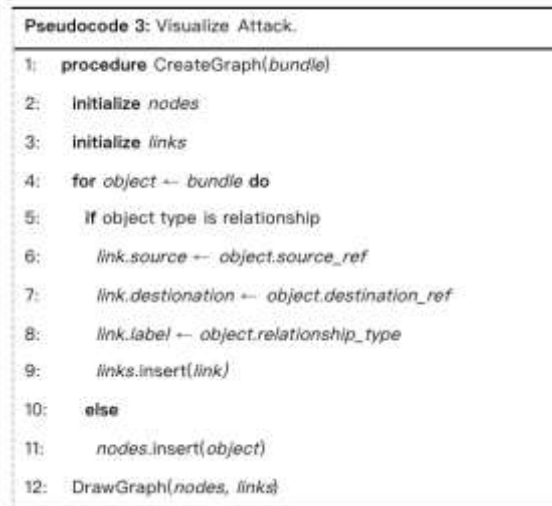 Pseudocode 3: Visualize Attack.
1: procedure CreateGraph(bundle)
2: initialize nodes
3: initialize links
4: for object ← bundle do
5: if object type is relationship
6: link.source ← object.source_ref
7: link.destionation ← object.destination_ref
8: link.label ← object.relationship_type
9: links.insert(link)
10: else
11: nodes.insert(object)
12: DrawGraph(nodes, links)